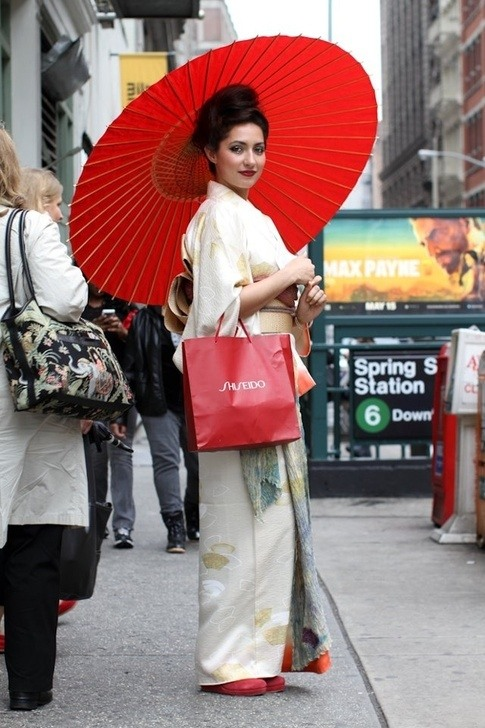 MAX PAYNE
MAY 15
Spring S
Station
6 Down
SHISEIDO
A